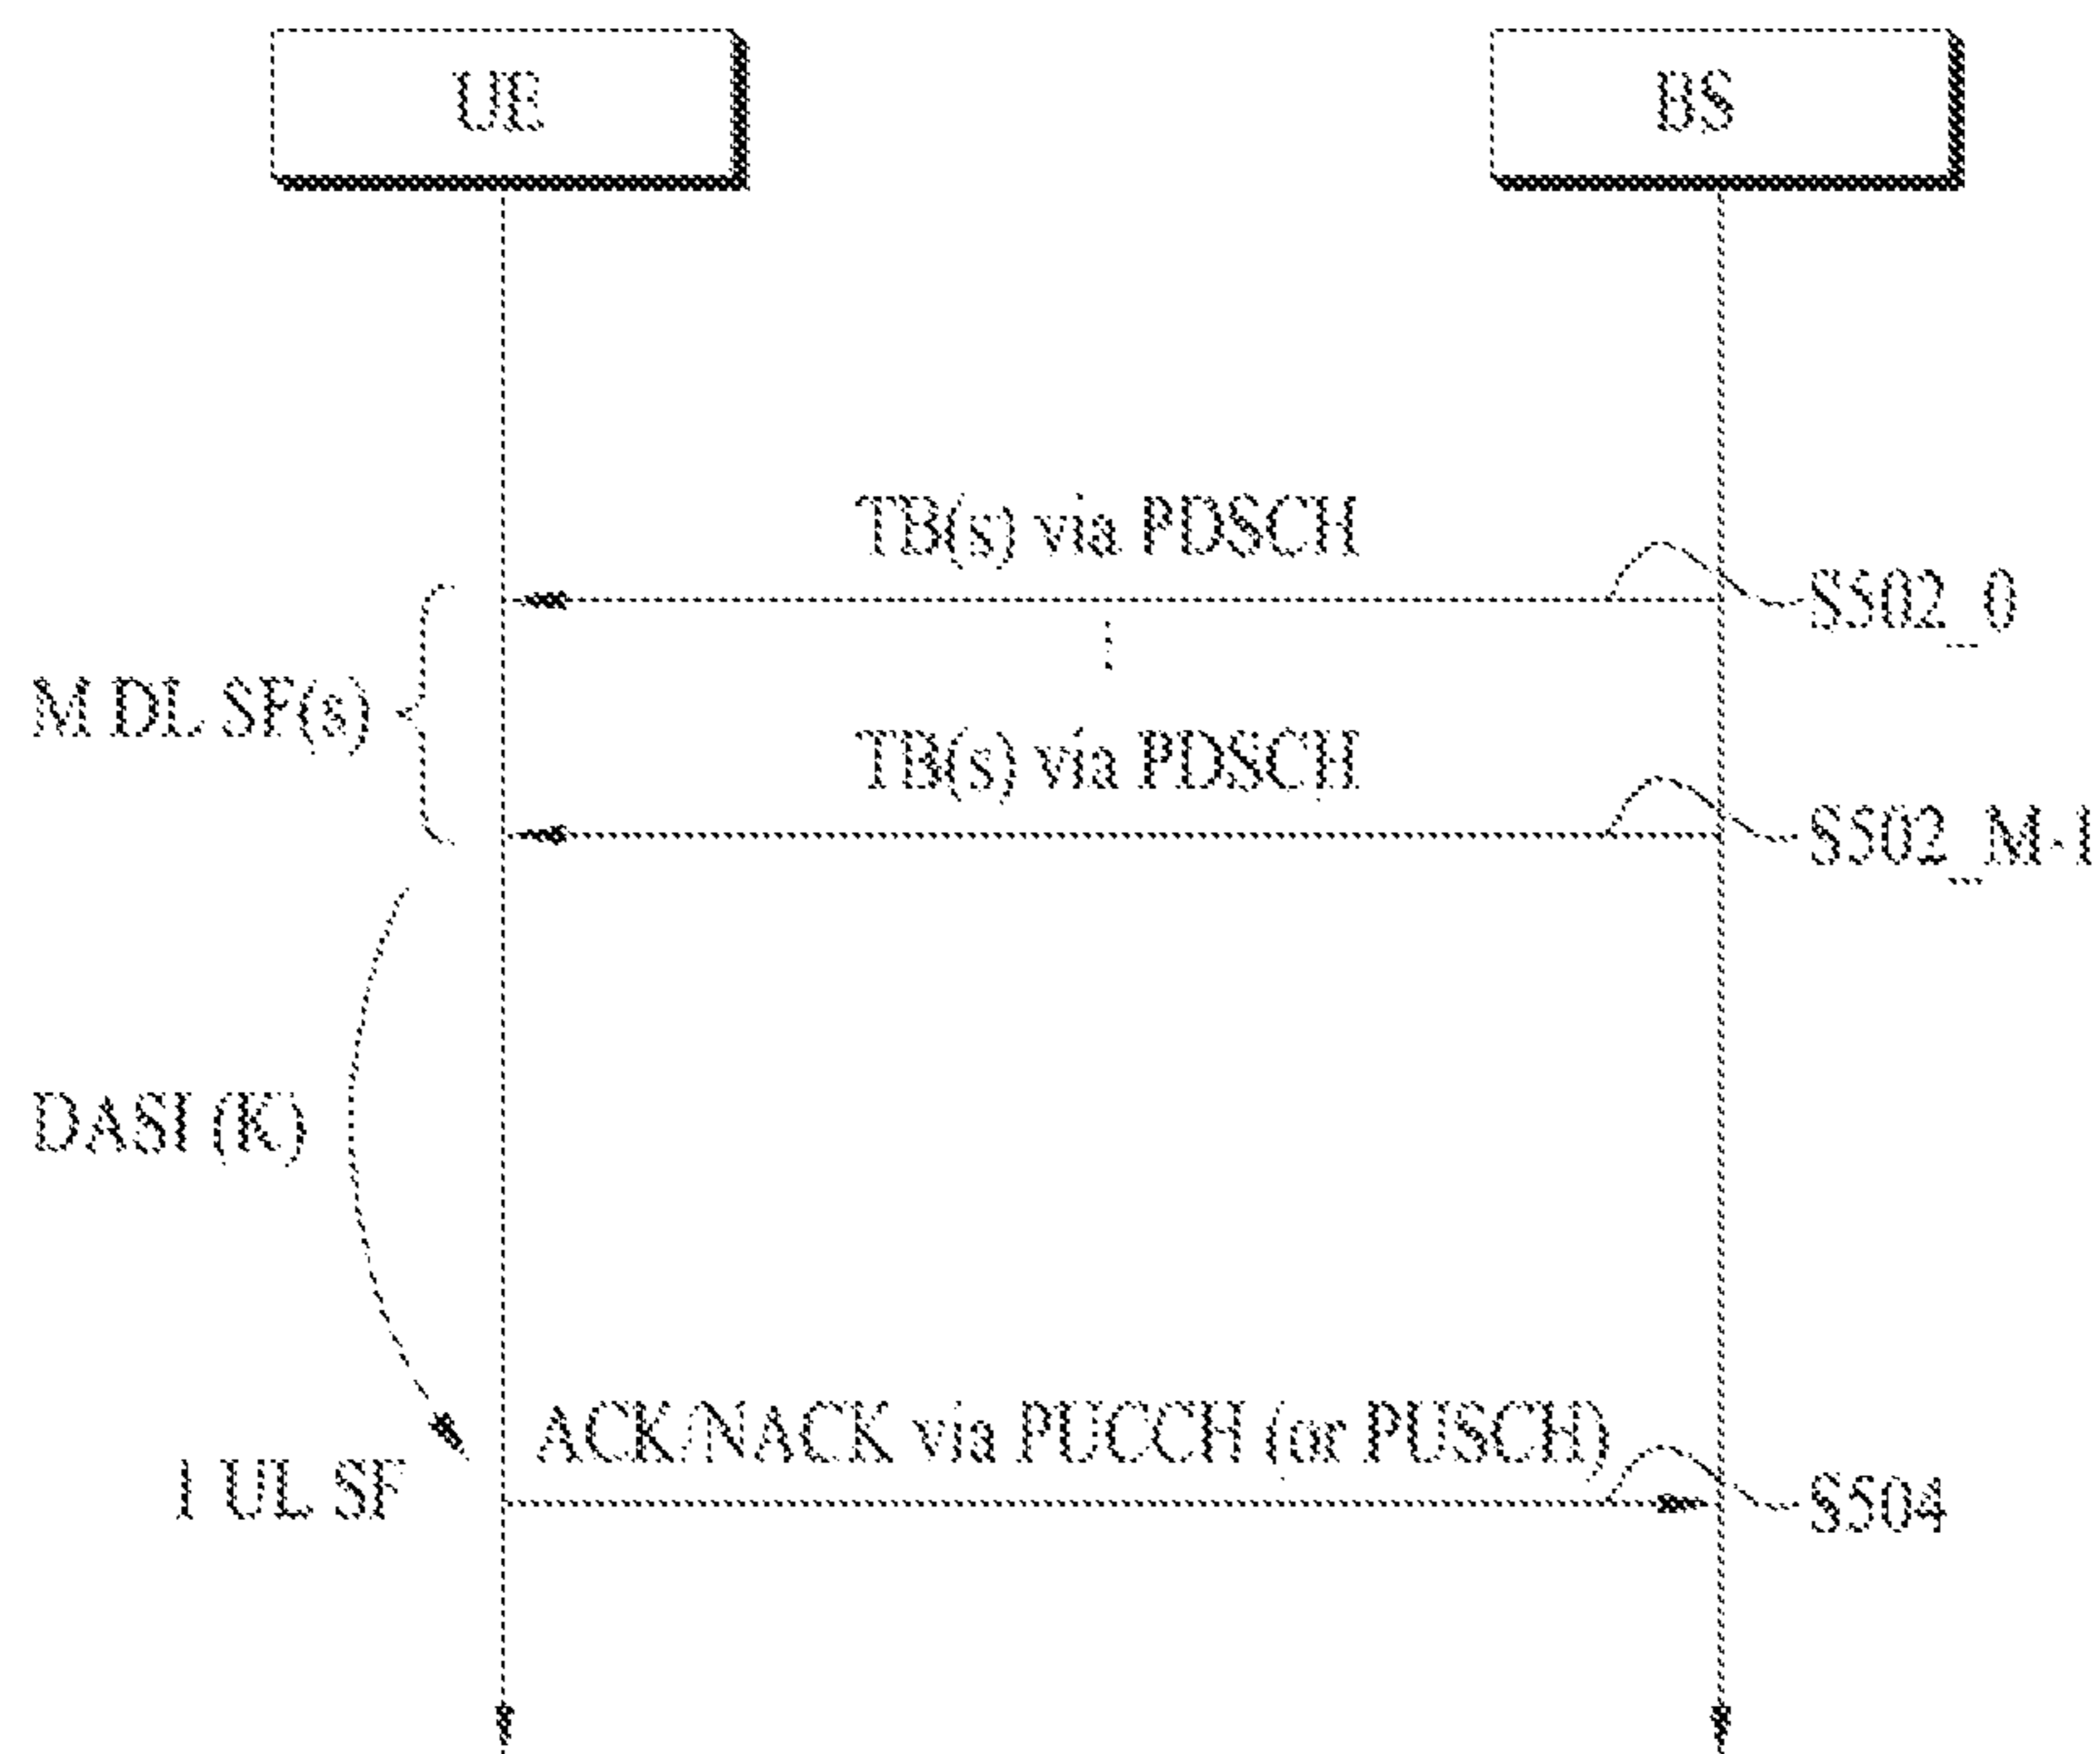 UE
BS
TB(s) via PDSCH
S502_0
M DL SF(s)
TB(s) via PDSCH
S502_M-1
DASI (K)
ACK/NACK via PUCCH (or PUSCH)
1 UL SF
S504